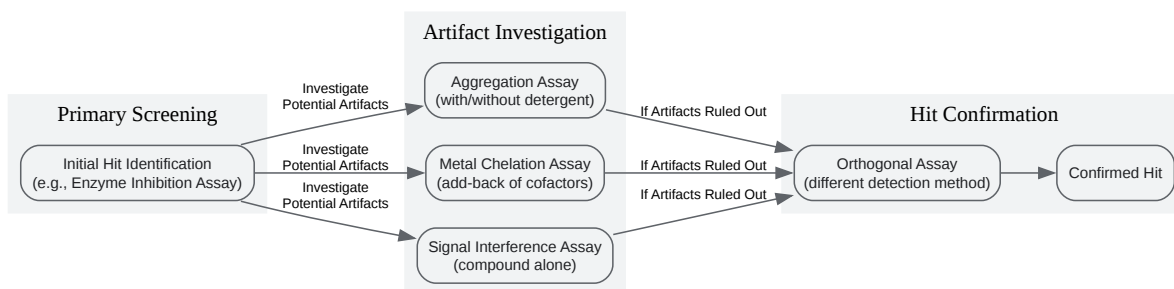 Primary Screening
Initial Hit Identification
(e.g., Enzyme Inhibition Assay)
Investigate
Potential Artifacts
Investigate
Potential Artifacts
Investigate
Potential Artifacts
Artifact Investigation
Aggregation Assay
(with/without detergent)
Metal Chelation Assay
(add-back of cofactors)
Signal Interference Assay
(compound alone)
If Artifacts Ruled Out
If Artifacts Ruled Out
If Artifacts Ruled Out
Hit Confirmation
Orthogonal Assay
(different detection method)
Confirmed Hit